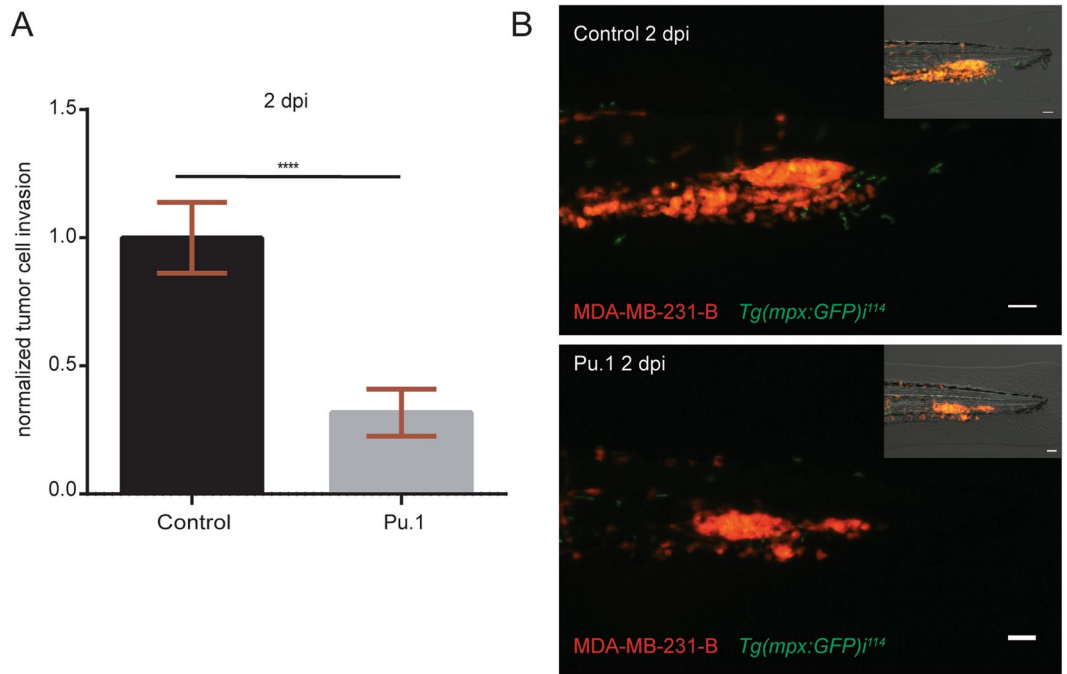 A
2 dpi
****
normalized tumor cell invasion
1.5
1.0
0.5
0.0
Control
Pu.1
B
Control 2 dpi
MDA-MB-231-B Tg(mpx:GFP)i¹¹⁴
Pu.1 2 dpi
MDA-MB-231-B Tg(mpx:GFP)i¹¹⁴